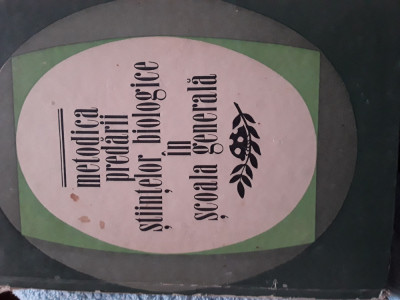 metodica
predării
științelor biologice
în
școala generală